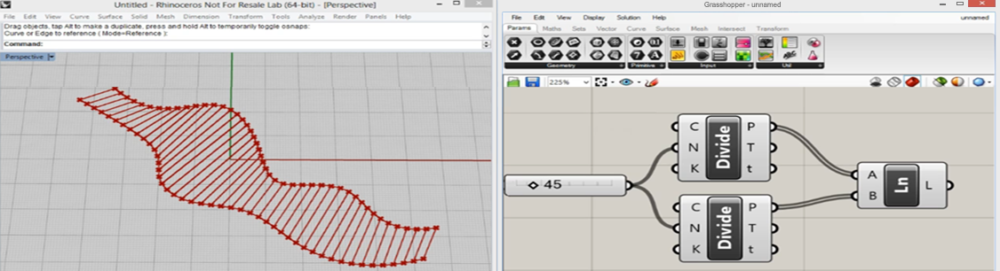 Untitled - Rhinoceros Not For Resale Lab (64-bit) - [Perspective]
File Edit View Curve Surface Solid Mesh Dimension Transform Tools Analyze Render Panels Help
Drag objects, tap Alt to make a duplicate, press and hold Alt to temporarily toggle osnaps:
Curve or Edge to reference ( Mode=Reference ):
Command:
Perspective
Grasshopper - unnamed
File Edit View Display Solution Help unnamed
Params Maths Sets Vector Curve Surface Mesh Intersect Transform
Geometry Primitive Input Util
225%
C N K Divide P T t
45
C N K Divide P T t
A B Ln L